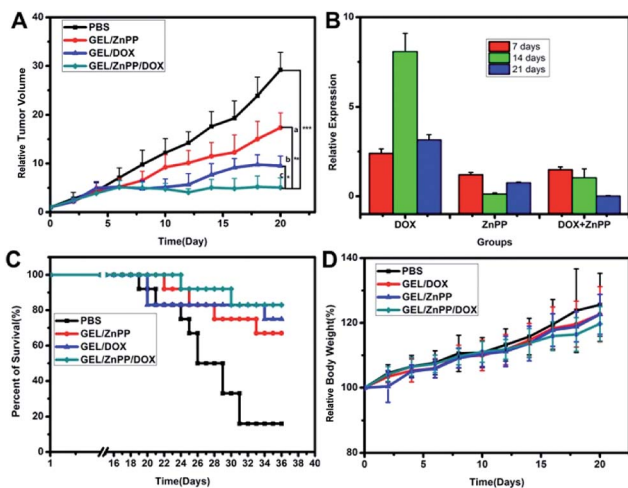 A
PBS
GEL/ZnPP
GEL/DOX
GEL/ZnPP/DOX
Relative Tumor Volume
40
30
20
10
0
a
***
b
**
c
*
0 5 10 15 20
Time(Day)
B
7 days
14 days
21 days
Relative Expression
10
5
0
DOX ZnPP DOX+ZnPP
Groups
C
Percent of Survival(%)
100
80
60
40
20
0
PBS
GEL/ZnPP
GEL/DOX
GEL/ZnPP/DOX
1 16 18 20 22 24 26 28 30 32 34 36 38 40
Time(Days)
D
PBS
GEL/DOX
GEL/ZnPP
GEL/ZnPP/DOX
Relative Body Weight(%)
140
120
100
80
0 5 10 15 20
Time(Day)